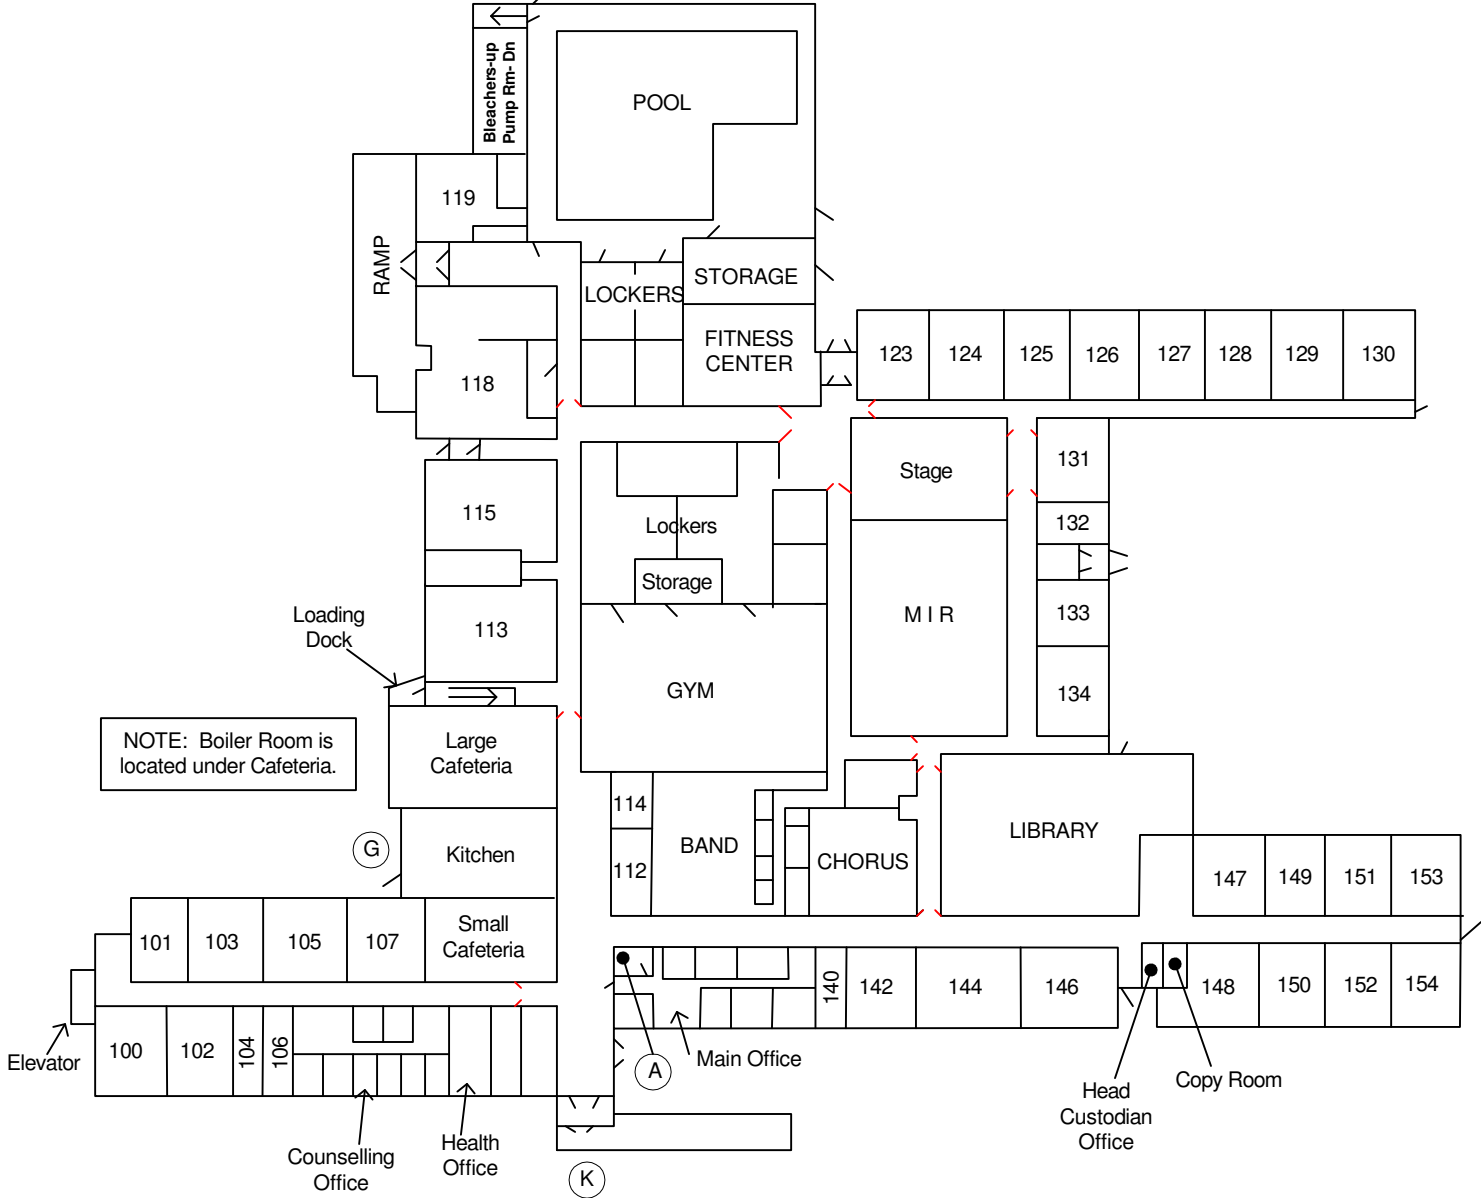 Bleachers-up
Pump Rm- Dn
POOL
119
RAMP
LOCKERS
STORAGE
FITNESS
CENTER
118
123
124
125
126
127
128
129
130
Stage
131
115
Lockers
132
Storage
113
M I R
133
Loading
Dock
GYM
134
NOTE: Boiler Room is
located under Cafeteria.
Large
Cafeteria
114
BAND
LIBRARY
G
Kitchen
112
CHORUS
147
149
151
153
101
103
105
107
Small
Cafeteria
140
142
144
146
148
150
152
154
100
102
104
106
Elevator
Main Office
A
Copy Room
Head
Custodian
Office
Counselling
Office
Health
Office
K